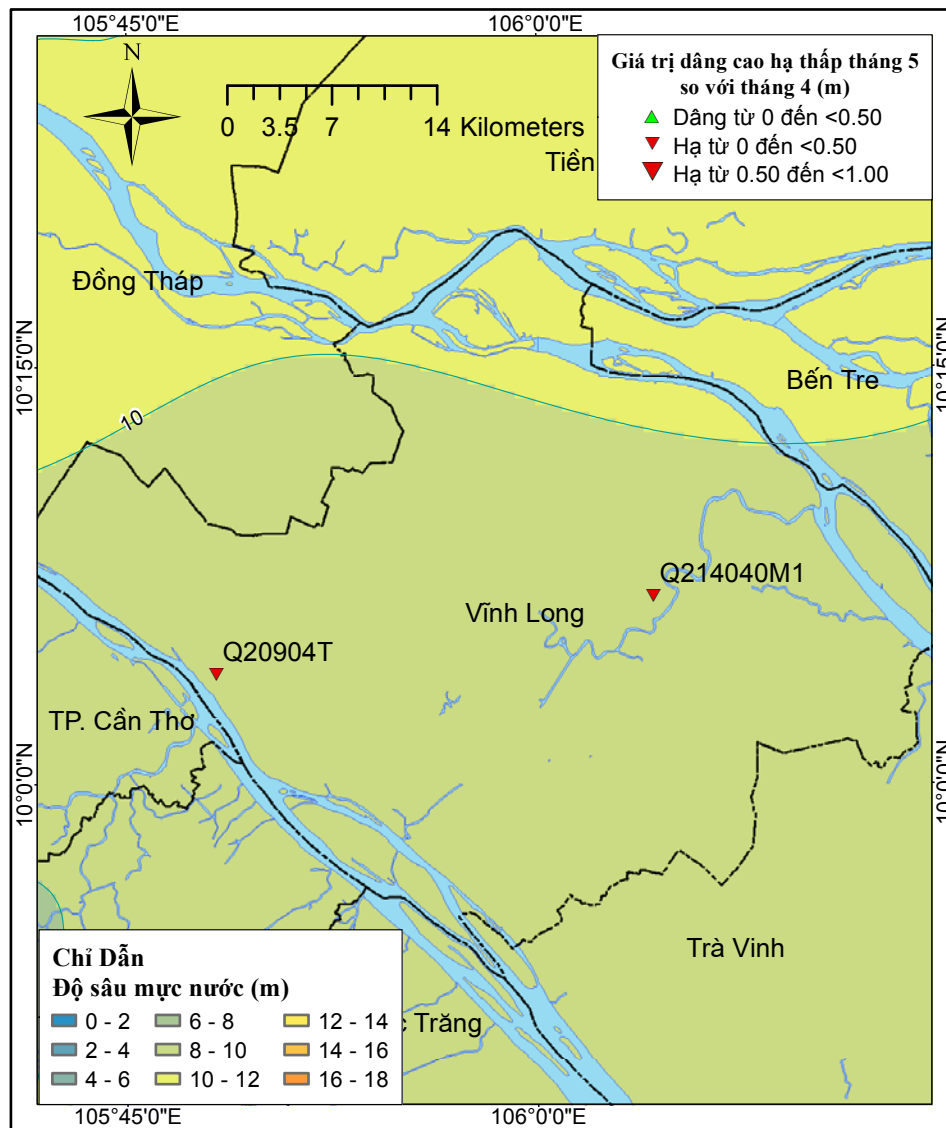 105°45'0"E
106°0'0"E
N
0 3.5 7 14 Kilometers
Giá trị dâng cao hạ thấp tháng 5
so với tháng 4 (m)
Dâng từ 0 đến <0.50
Hạ từ 0 đến <0.50
Hạ từ 0.50 đến <1.00
Tiền
Đồng Tháp
10°15'0"N
10°15'0"N
Bến Tre
10
Q214040M1
Vĩnh Long
Q20904T
TP. Cần Thơ
10°0'0"N
10°0'0"N
Trà Vinh
Trăng
Chỉ Dẫn
Độ sâu mực nước (m)
0 - 2 6 - 8 12 - 14
2 - 4 8 - 10 14 - 16
4 - 6 10 - 12 16 - 18
105°45'0"E
106°0'0"E